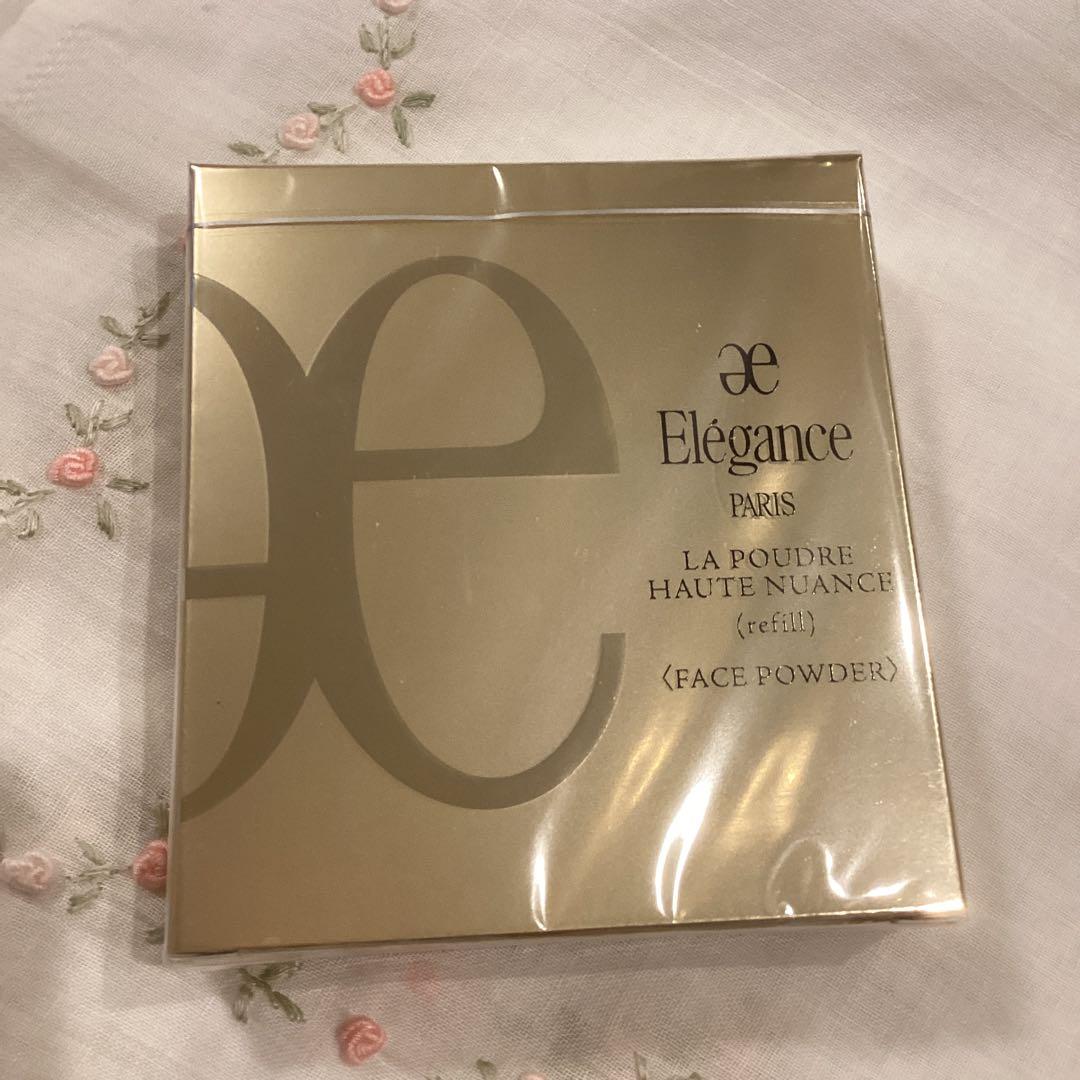 æ
Elégance
PARIS
LA POUDRE
HAUTE NUANCE
(refill)
〈FACE POWDER〉